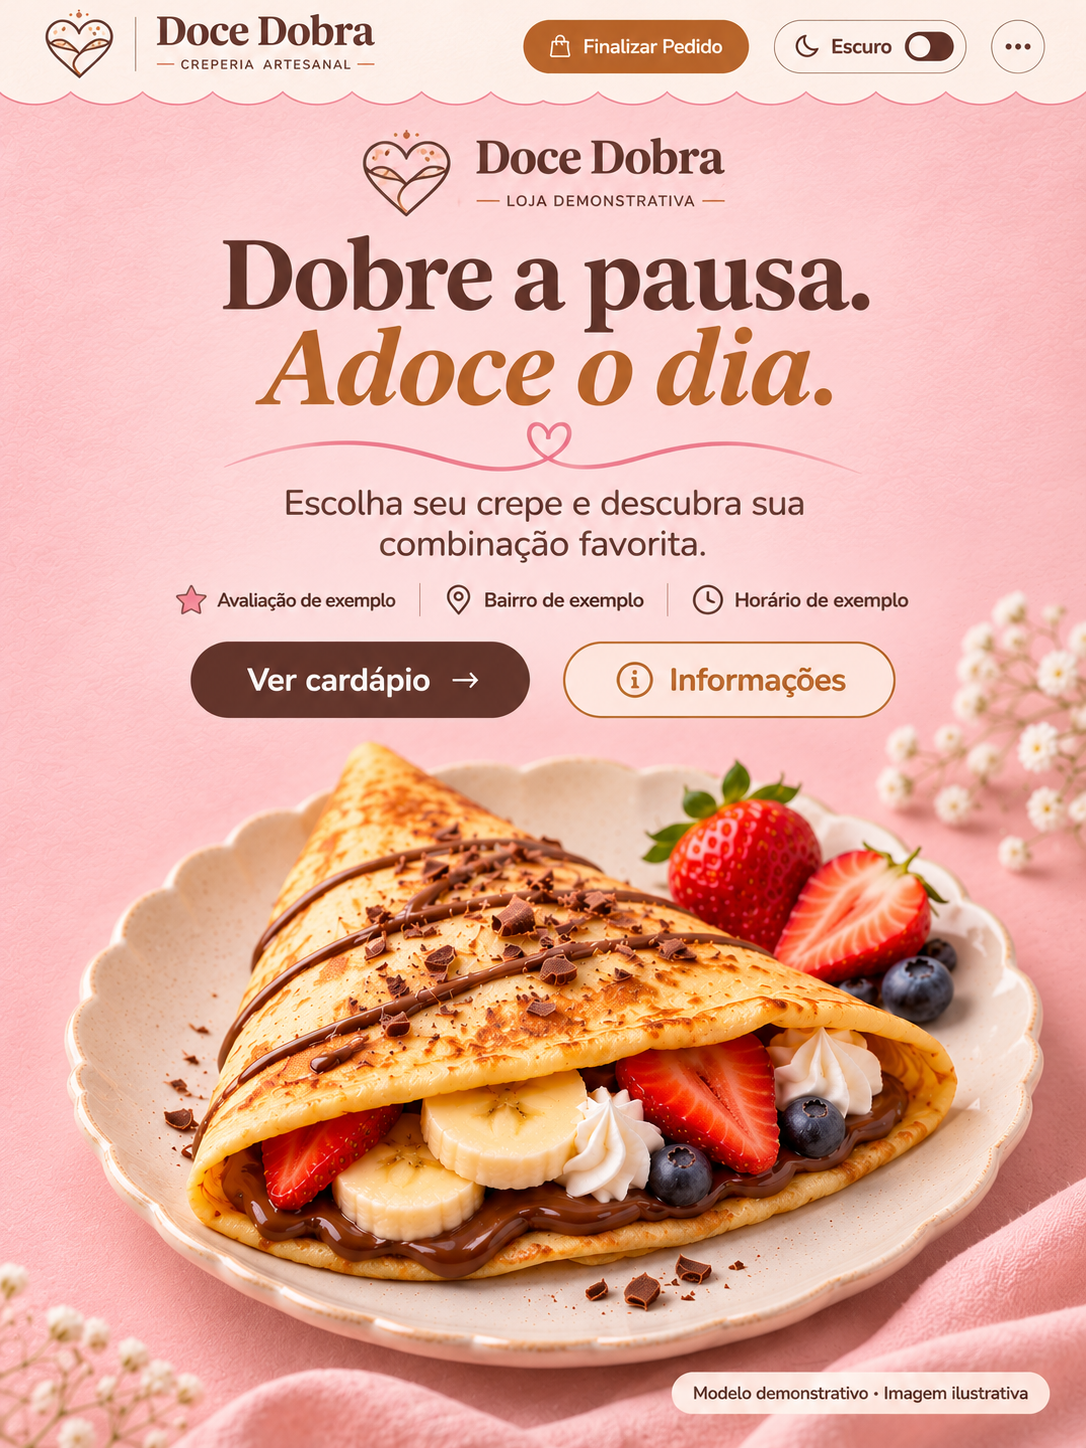 Doce Dobra
CREPERIA ARTESANAL
Finalizar Pedido
Escuro
Doce Dobra
LOJA DEMONSTRATIVA
Dobre a pausa.
Adoce o dia.
Escolha seu crepe e descubra sua
combinação favorita.
Avaliação de exemplo
Bairro de exemplo
Horário de exemplo
Ver cardápio →
Informações
Modelo demonstrativo • Imagem ilustrativa